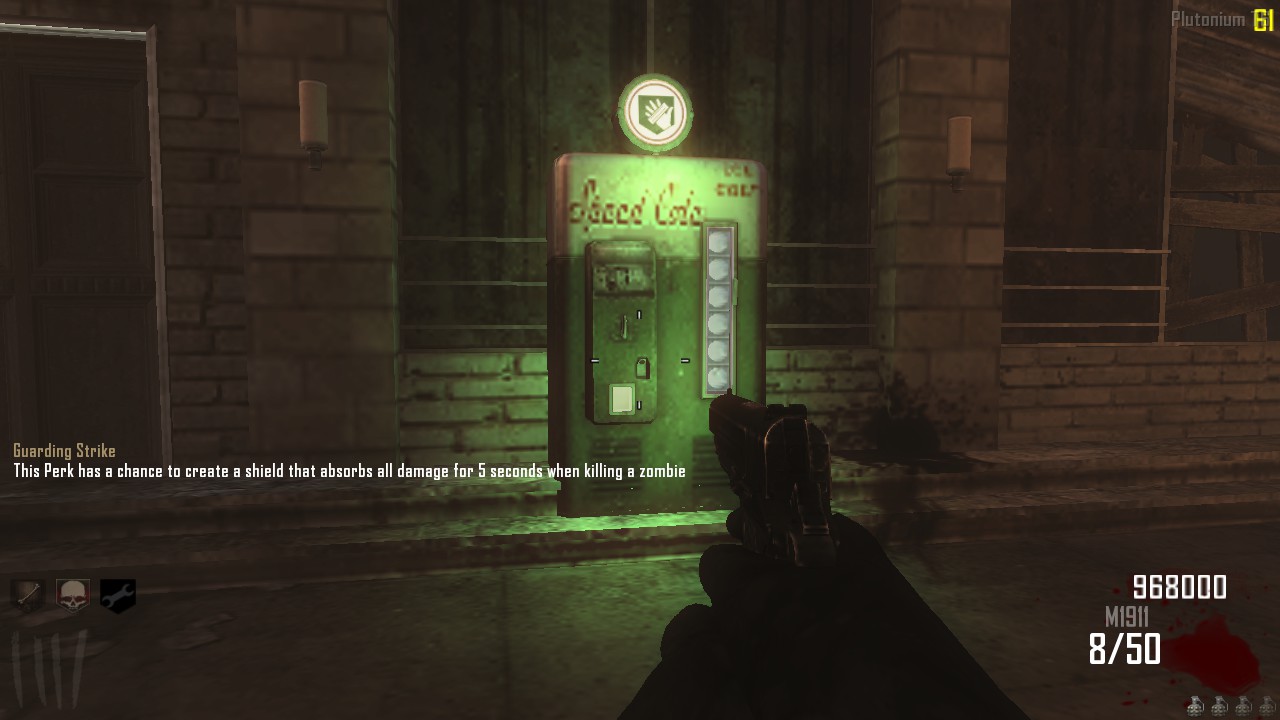 Plutonium
61
Speed Cola
Guarding Strike
This Perk has a chance to create a shield that absorbs all damage for 5 seconds when killing a zombie
968000
M1911
8/50